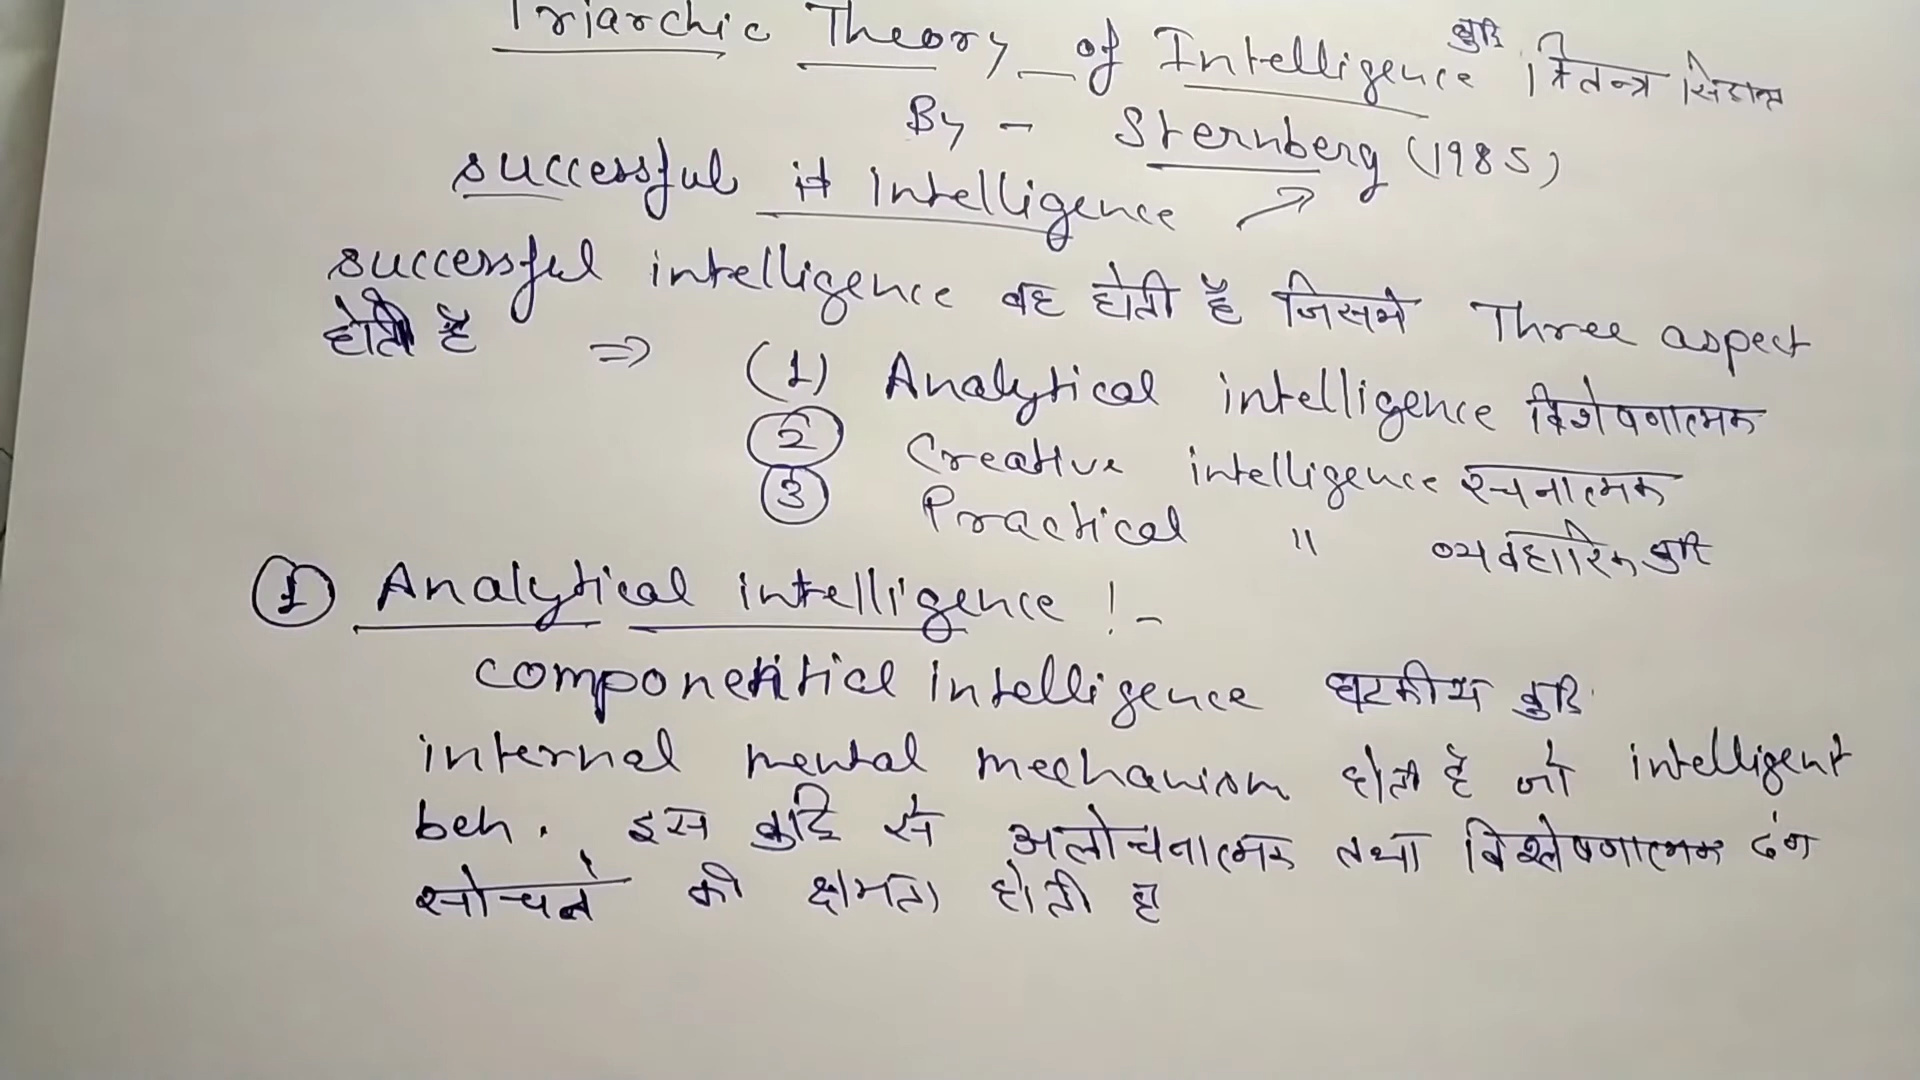 Triarchic Theory of Intelligence बुद्धि त्रितन्त्र सिद्धान्त
By - Sternberg (1985)
successful it Intelligence
successful intelligence वह होती है जिसमे Three aspect
होती है => (1) Analytical intelligence विशेषणात्मक
2 Creative intelligence रचनात्मक
3 Practical " व्यवहारिक बुद्धि
1 Analytical intelligence :-
componential intelligence घटकीय बुद्धि
internal mental mechanism होती है जो intelligent
beh. इस बुद्धि से अलोचनात्मक तथा विश्लेषणात्मक ढंग
सोचने की क्षमता होती है